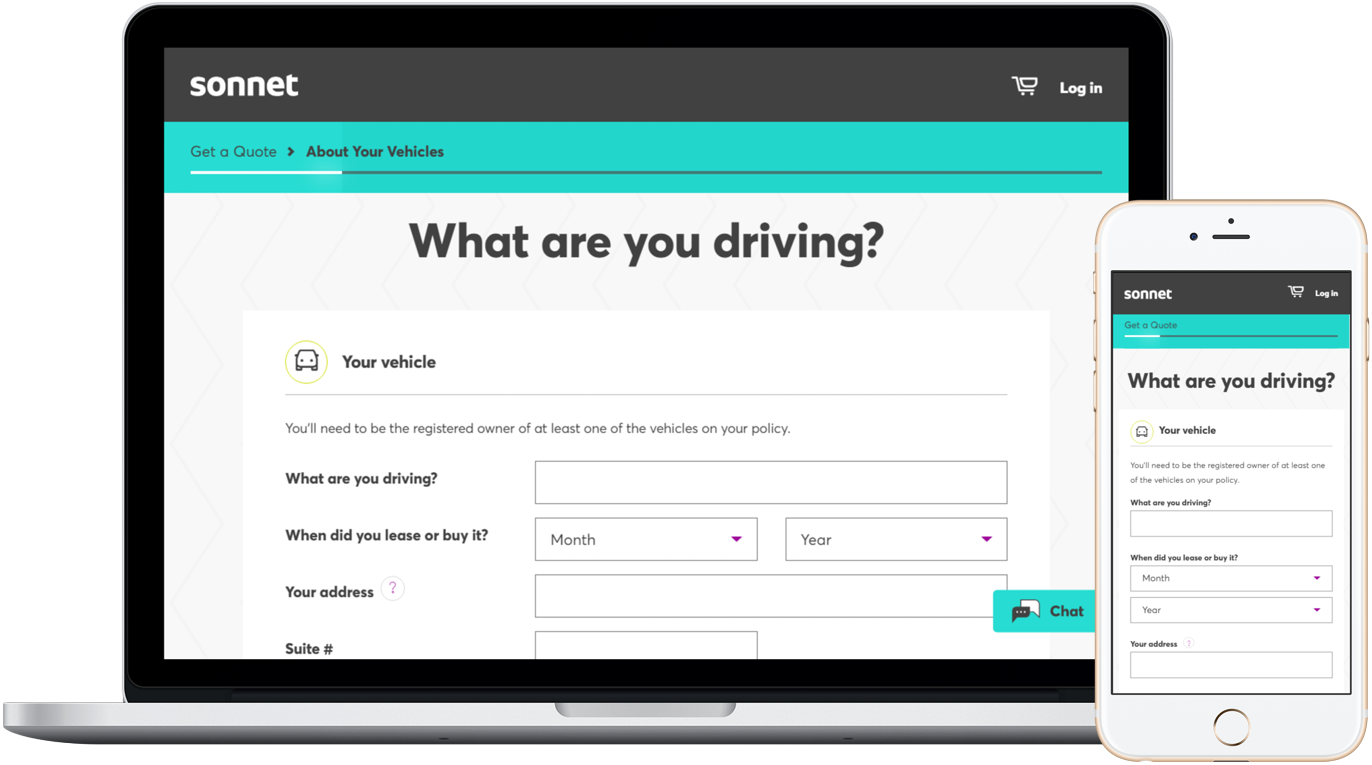 sonnet
Log in
Get a Quote > About Your Vehicles
What are you driving?
Your vehicle
You'll need to be the registered owner of at least one of the vehicles on your policy.
What are you driving?
When did you lease or buy it?
Month
Year
Your address ?
Suite #
Chat
sonnet
Log in
Get a Quote
What are you driving?
Your vehicle
You'll need to be the registered owner of at least one
of the vehicles on your policy.
What are you driving?
When did you lease or buy it?
Month
Year
Your address ?